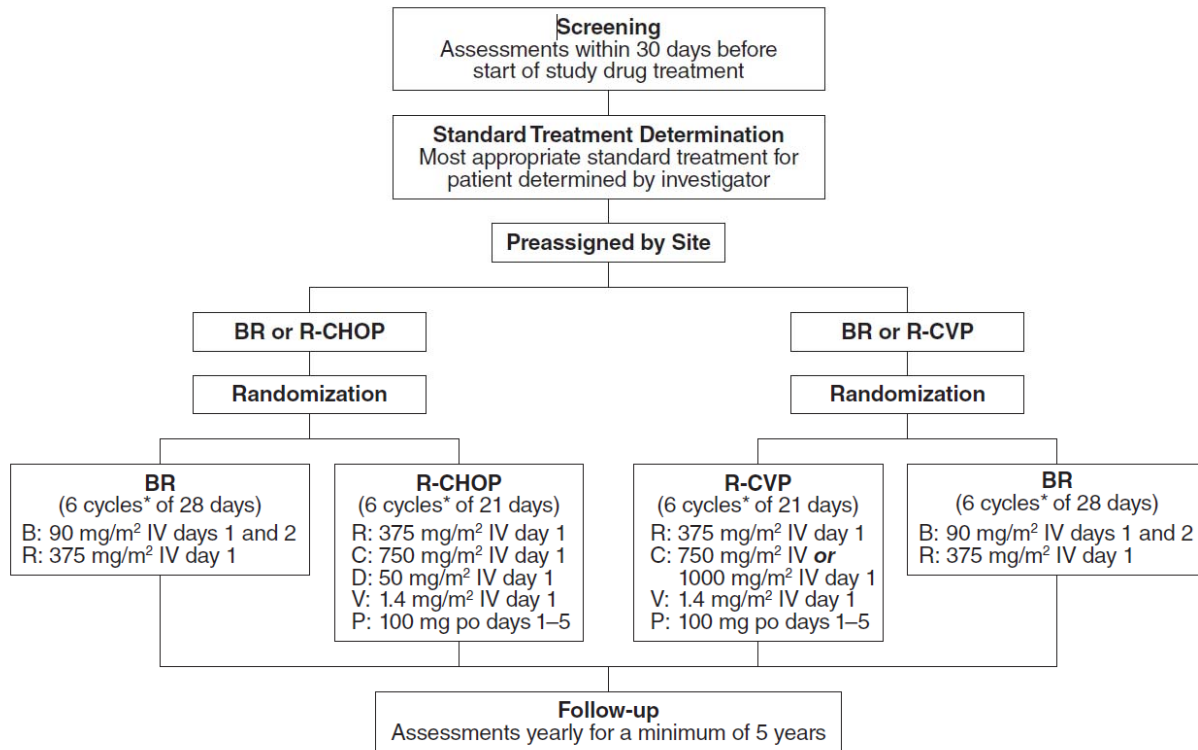 Screening
Assessments within 30 days before
start of study drug treatment
Standard Treatment Determination
Most appropriate standard treatment for
patient determined by investigator
Preassigned by Site
BR or R-CHOP
BR or R-CVP
Randomization
Randomization
BR
(6 cycles* of 28 days)
B: 90 mg/m² IV days 1 and 2
R: 375 mg/m² IV day 1
R-CHOP
(6 cycles* of 21 days)
R: 375 mg/m² IV day 1
C: 750 mg/m² IV day 1
D: 50 mg/m² IV day 1
V: 1.4 mg/m² IV day 1
P: 100 mg po days 1–5
R-CVP
(6 cycles* of 21 days)
R: 375 mg/m² IV day 1
C: 750 mg/m² IV or
1000 mg/m² IV day 1
V: 1.4 mg/m² IV day 1
P: 100 mg po days 1–5
BR
(6 cycles* of 28 days)
B: 90 mg/m² IV days 1 and 2
R: 375 mg/m² IV day 1
Follow-up
Assessments yearly for a minimum of 5 years